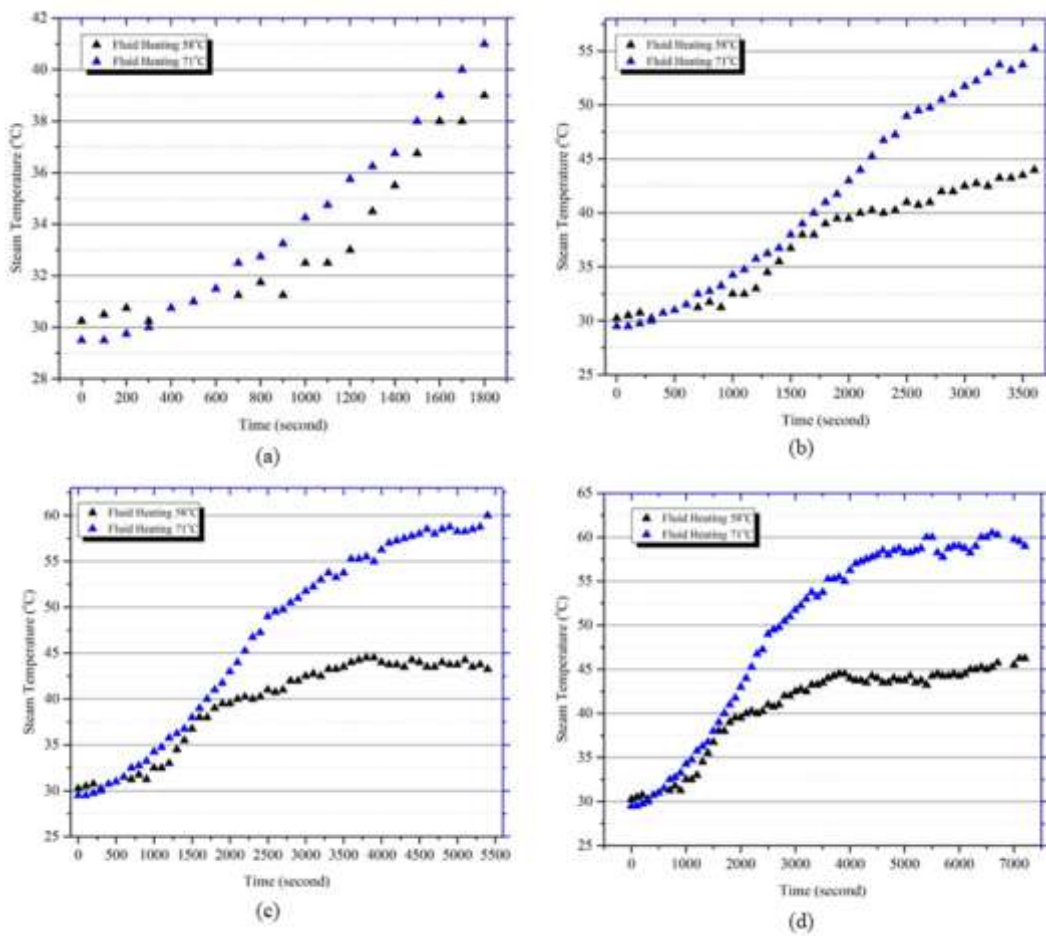 42
40
38
36
34
32
30
28
Fluid Heating 58°C
Fluid Heating 71°C
Steam Temperature (°C)
0 200 400 600 800 1000 1200 1400 1600 1800
Time (second)
(a)
55
50
45
40
35
30
25
Fluid Heating 58°C
Fluid Heating 71°C
Steam Temperature (°C)
0 500 1000 1500 2000 2500 3000 3500
Time (second)
(b)
60
55
50
45
40
35
30
25
Fluid Heating 58°C
Fluid Heating 71°C
Steam Temperature (°C)
0 500 1000 1500 2000 2500 3000 3500 4000 4500 5000 5500
Time (second)
(c)
65
60
55
50
45
40
35
30
25
Fluid Heating 58°C
Fluid Heating 71°C
Steam Temperature (°C)
0 1000 2000 3000 4000 5000 6000 7000
Time (second)
(d)